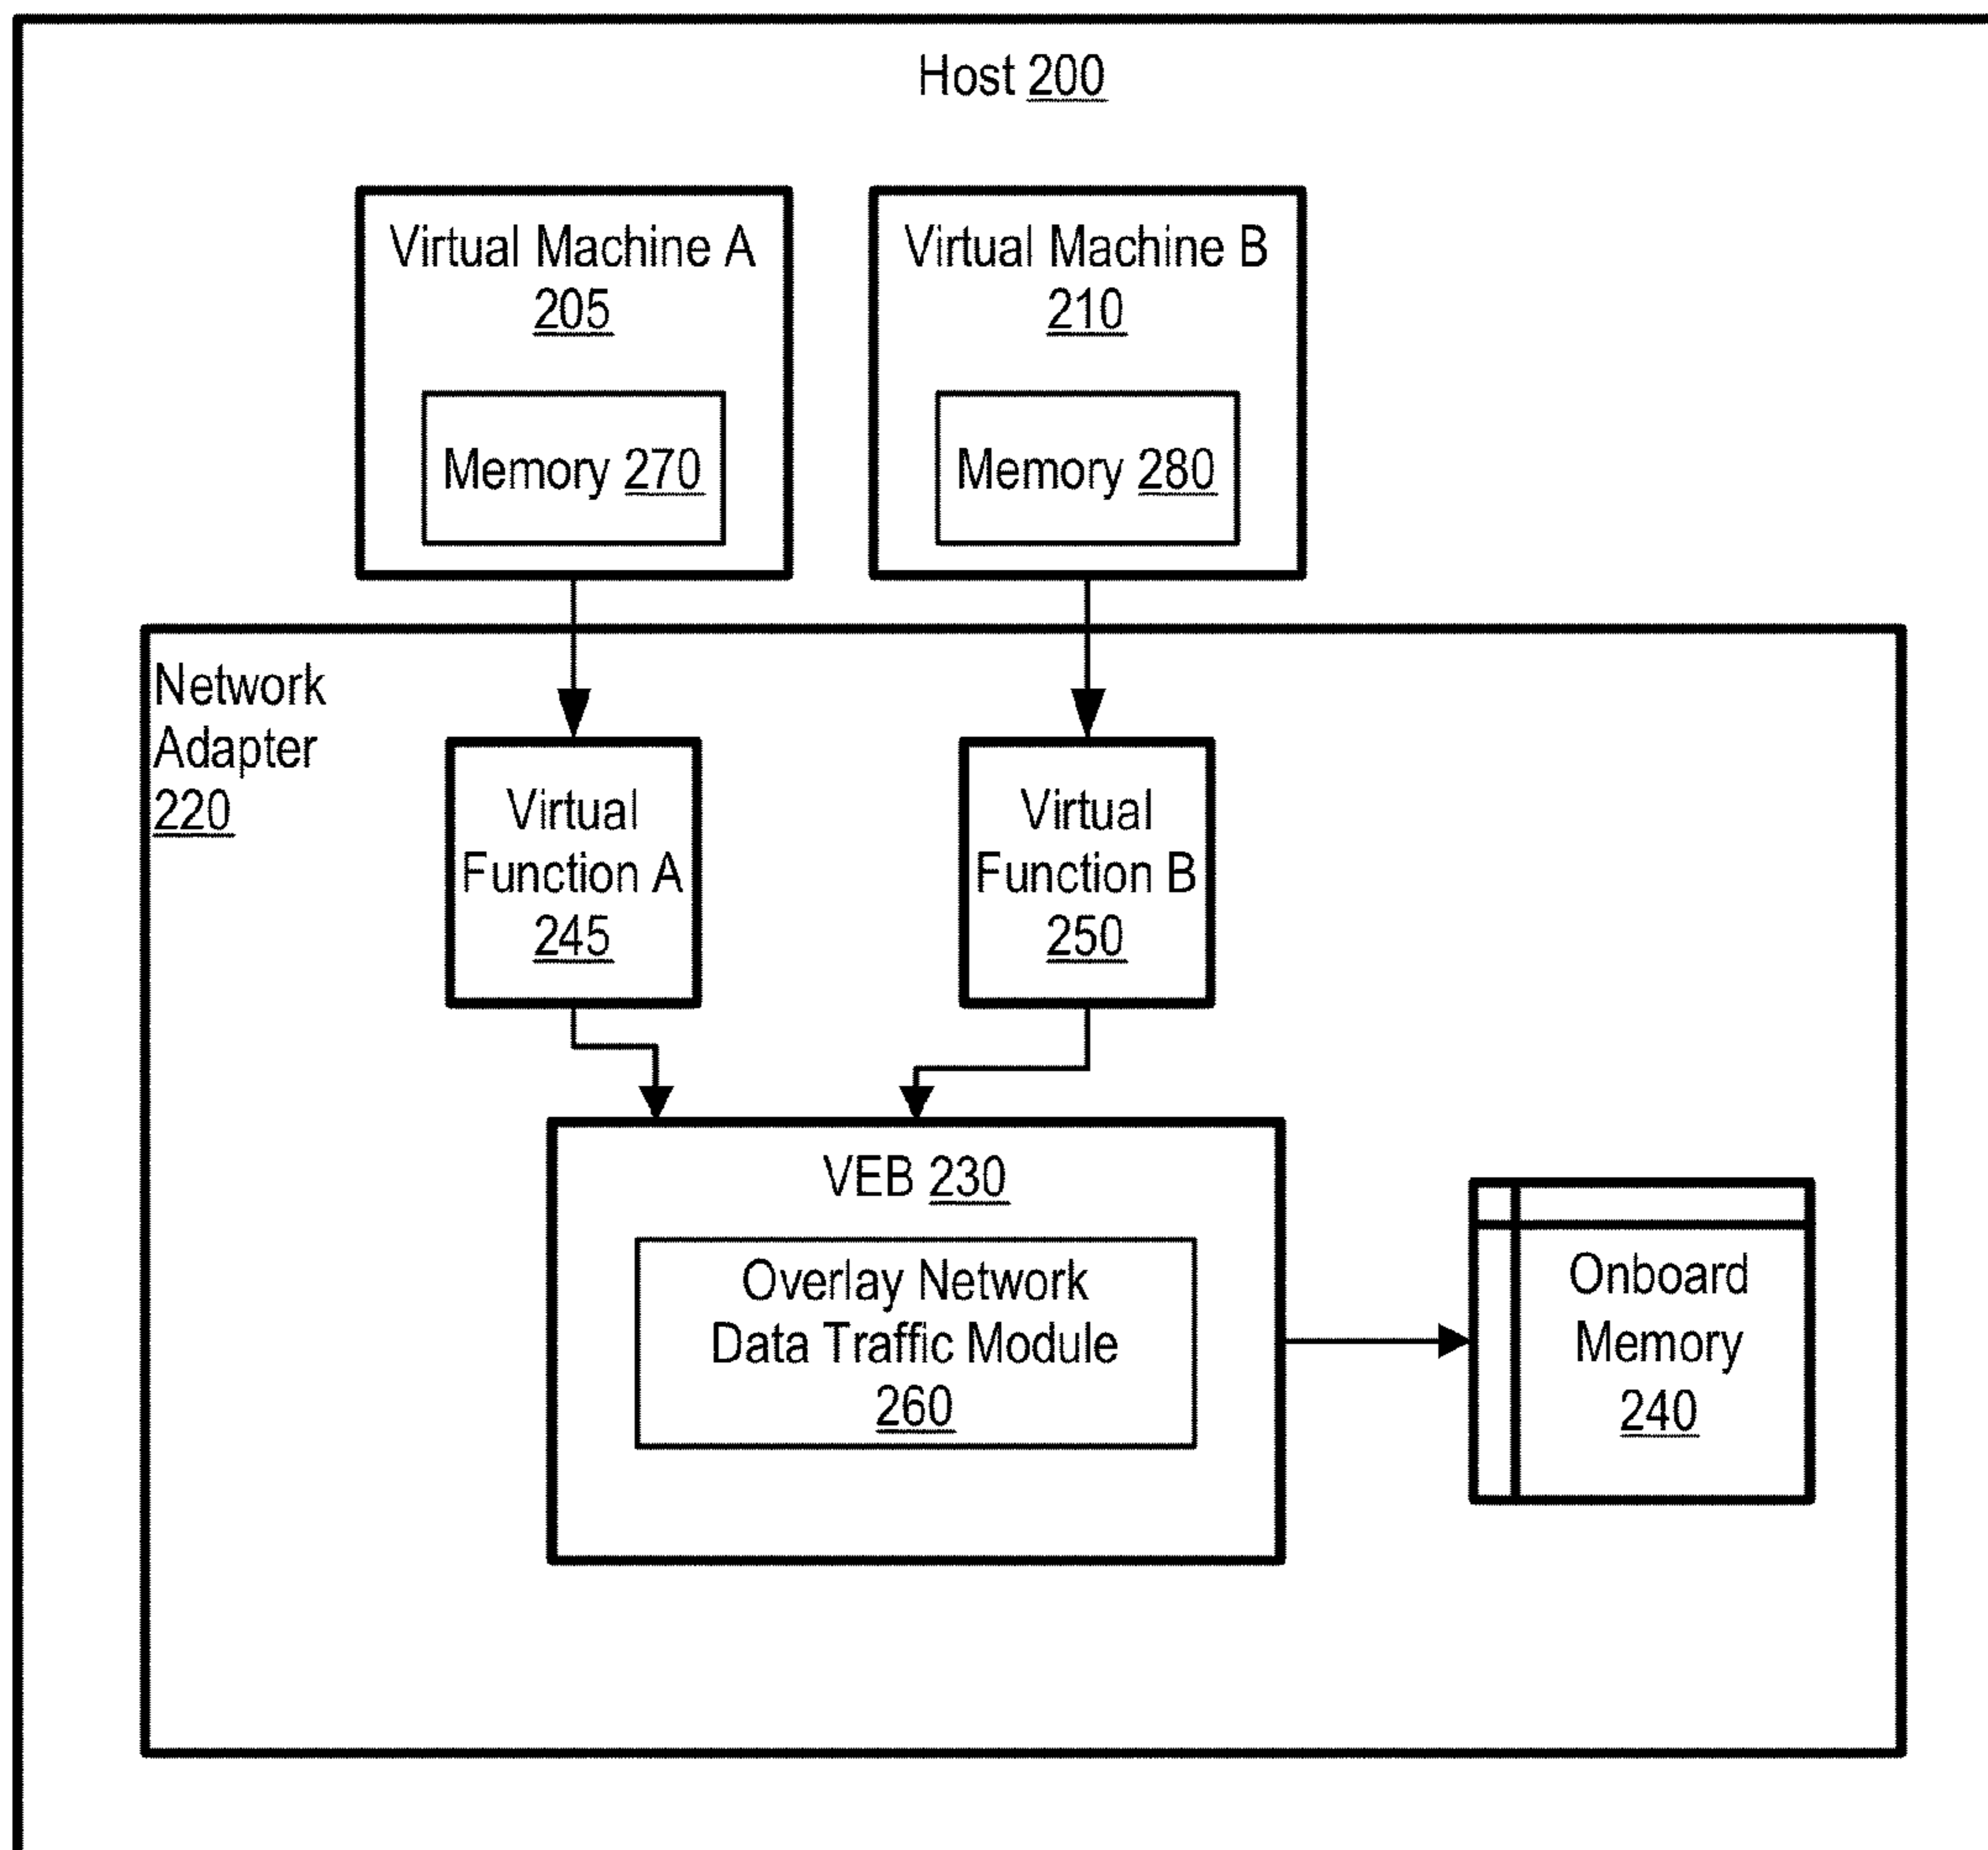 Host 200
Virtual Machine A
205
Memory 270
Virtual Machine B
210
Memory 280
Network
Adapter
220
Virtual
Function A
245
Virtual
Function B
250
VEB 230
Overlay Network
Data Traffic Module
260
Onboard
Memory
240